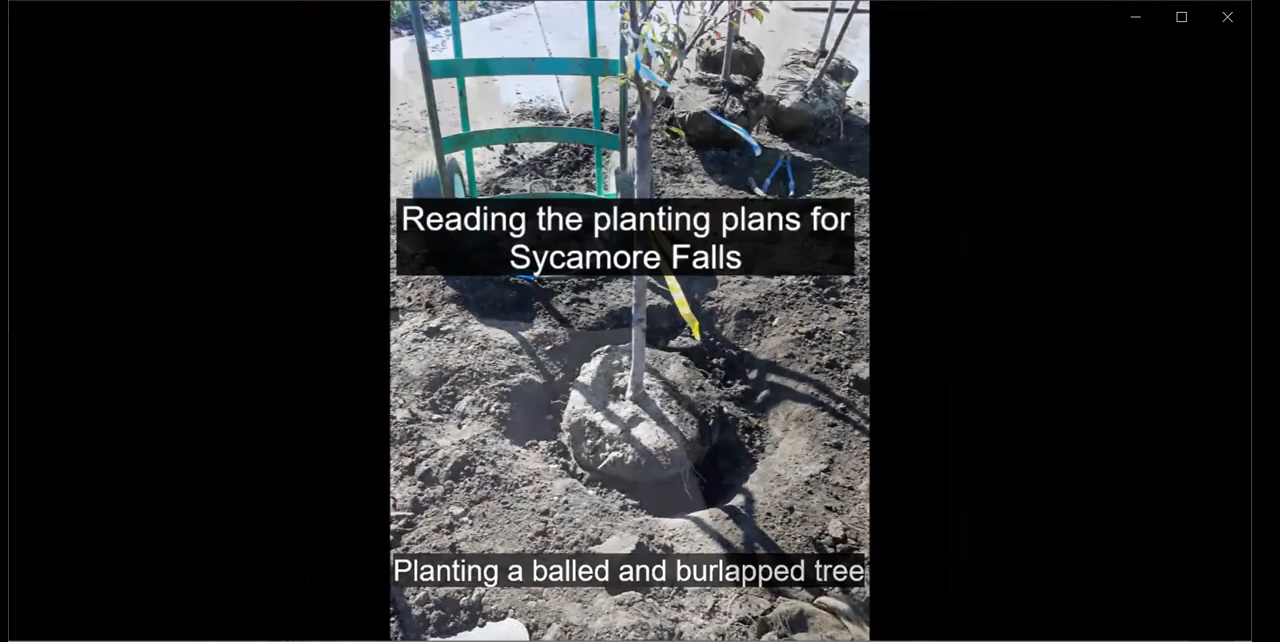 Reading the planting plans for
Sycamore Falls
Planting a balled and burlapped tree